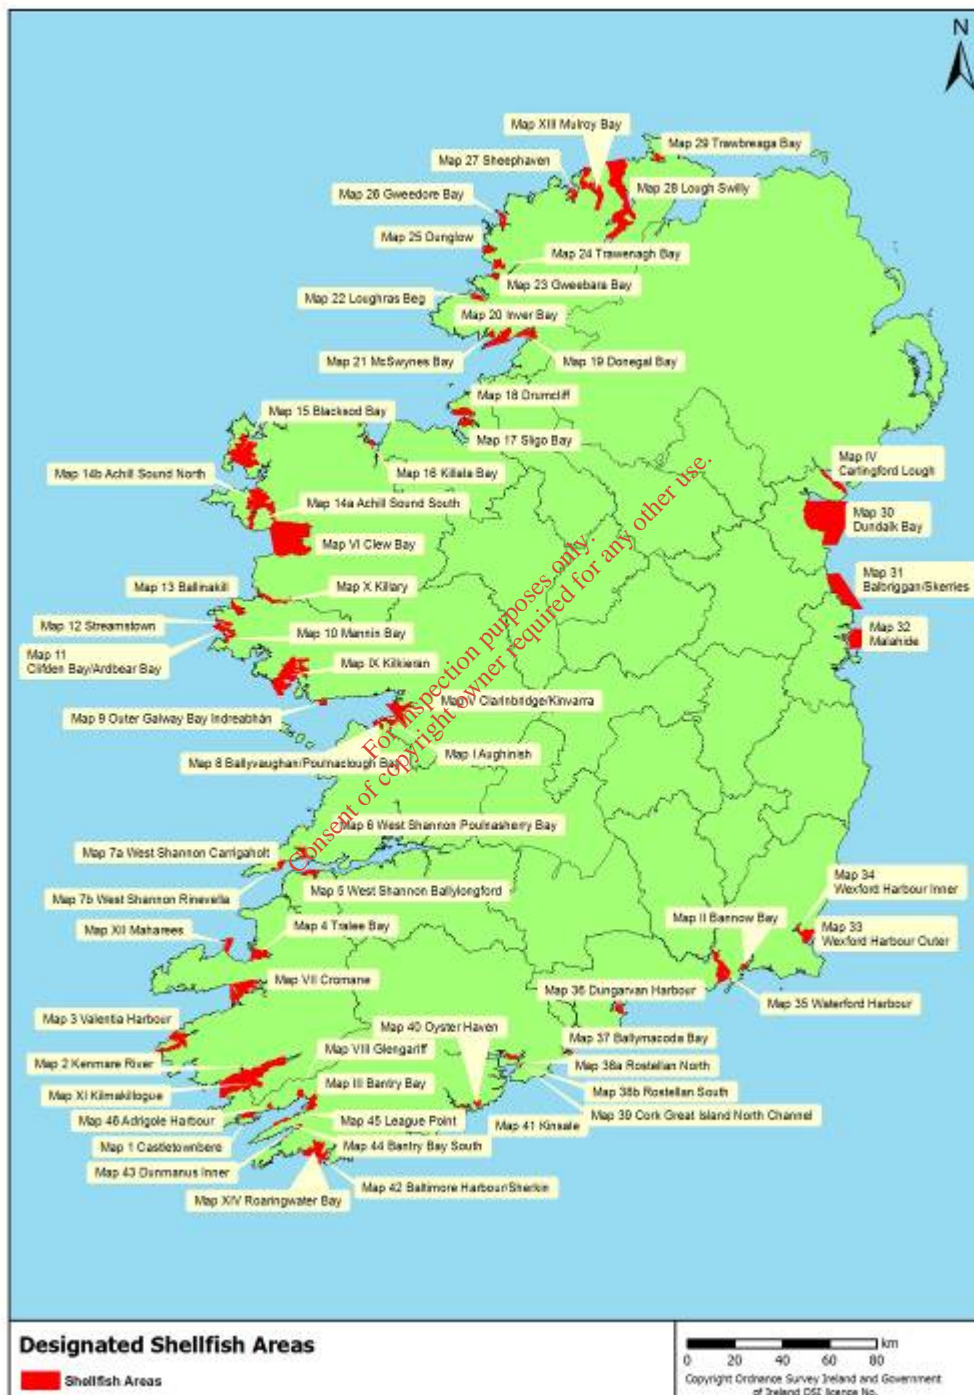 N
Map XIII Mulroy Bay
Map 29 Trawbreaga Bay
Map 27 Sheephaven
Map 28 Lough Swilly
Map 26 Gweedore Bay
Map 25 Dunglow
Map 24 Trawenagh Bay
Map 23 Gweebara Bay
Map 22 Loughras Beg
Map 20 Inver Bay
Map 21 McSwynes Bay
Map 19 Donegal Bay
Map 18 Drumcliff
Map 15 Blacksod Bay
Map 17 Sligo Bay
Map 16 Killala Bay
Map 14b Achill Sound North
Map 14a Achill Sound South
Map IV
Carlingford Lough
Map 30
Dundalk Bay
Map VI Clew Bay
Map 31
Balbriggan/Skerries
Map 13 Ballinakill
Map X Killary
Map 12 Streamstown
Map 10 Mannin Bay
Map 32
Malahide
Map 11
Clifden Bay/Ardbear Bay
Map IX Kilkieran
Map 9 Outer Galway Bay Indreabhán
Map V Clarinbridge/Kinvarra
Map 8 Ballyvaughan/Poulnaclough Bay
Map I Aughinish
For inspection purposes only.
Consent of copyright owner required for any other use.
Map 6 West Shannon Poulnasherry Bay
Map 7a West Shannon Carrigaholt
Map 5 West Shannon Ballylongford
Map 7b West Shannon Rinevella
Map 34
Wexford Harbour Inner
Map II Bannow Bay
Map 33
Wexford Harbour Outer
Map XII Maharees
Map 4 Tralee Bay
Map VII Cromane
Map 36 Dungarvan Harbour
Map 35 Waterford Harbour
Map 3 Valentia Harbour
Map 40 Oyster Haven
Map 37 Ballymacoda Bay
Map 2 Kenmare River
Map VIII Glengariff
Map 38a Rostellan North
Map XI Kilmakillogue
Map III Bantry Bay
Map 38b Rostellan South
Map 46 Adrigole Harbour
Map 45 League Point
Map 39 Cork Great Island North Channel
Map 41 Kinsale
Map 1 Castletownbere
Map 44 Bantry Bay South
Map 43 Dunmanus Inner
Map 42 Baltimore Harbour/Sherkin
Map XIV Roaringwater Bay
Designated Shellfish Areas
Shellfish Areas
km
0 20 40 60 80
Copyright Ordnance Survey Ireland and Government
of Ireland OSI licence No.